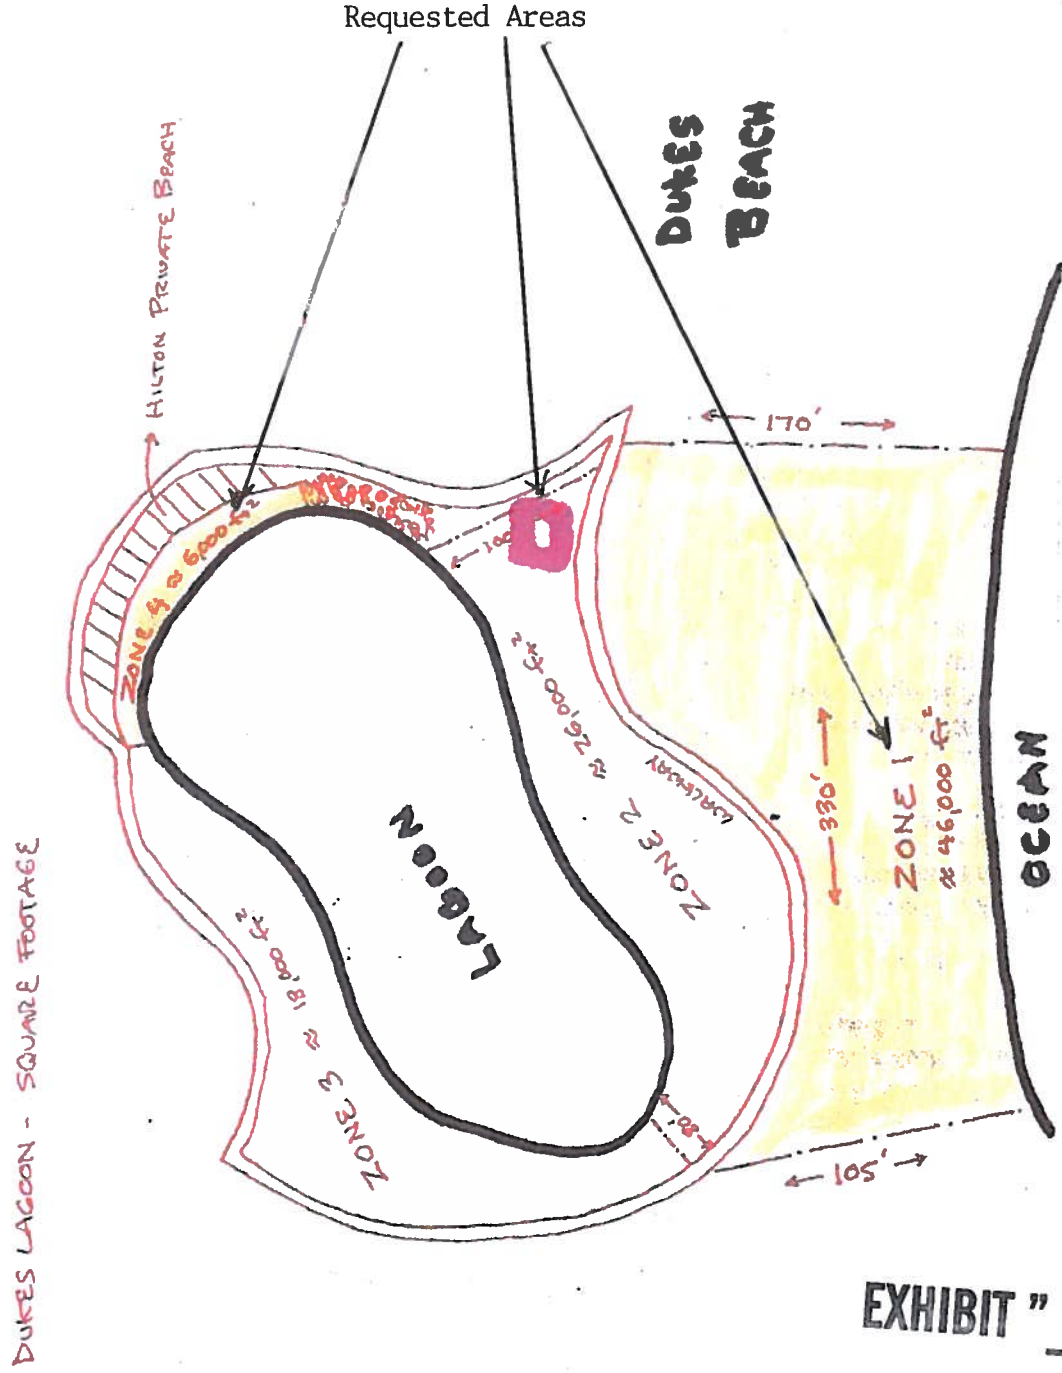 Requested Areas
HILTON PRIVATE BEACH
DUKES
BEACH
170'
ZONE 4 ≈ 6,000 ft²
100
ZONE 2 ≈ 26,000 ft²
WALKWAY
330'
ZONE 1
≈ 46,000 ft²
OCEAN
LAGOON
ZONE 3 ≈ 18,000 ft²
80'
105'
DUKES LAGOON - SQUARE FOOTAGE
EXHIBIT "